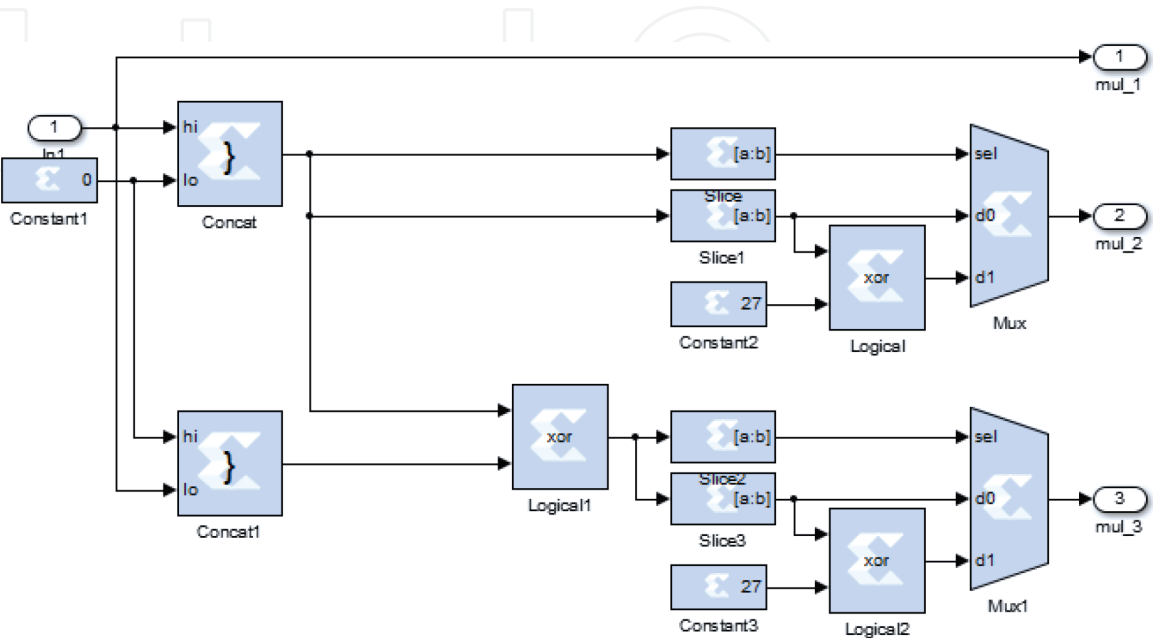 1
mul_1
1
In1
hi
lo
}
Concat
0
Constant1
[a:b]
Slice
[a:b]
Slice1
27
Constant2
xor
Logical
sel
d0
d1
Mux
2
mul_2
hi
lo
}
Concat1
xor
Logical1
[a:b]
Slice2
[a:b]
Slice3
27
Constant3
xor
Logical2
sel
d0
d1
Mux1
3
mul_3